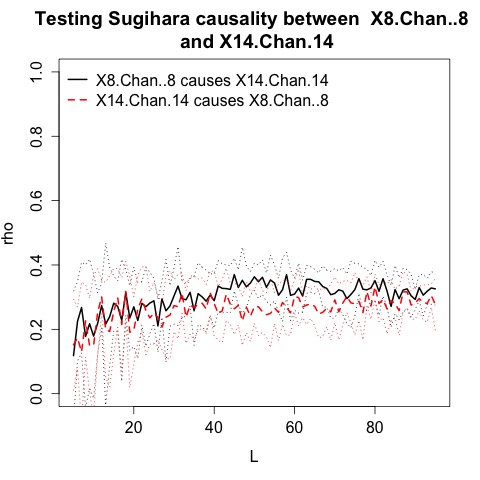 Testing Sugihara causality between  X8.Chan..8
and X14.Chan.14
X8.Chan..8 causes X14.Chan.14
X14.Chan.14 causes X8.Chan..8
rho
1.0
0.8
0.6
0.4
0.2
0.0
20 40 60 80
L